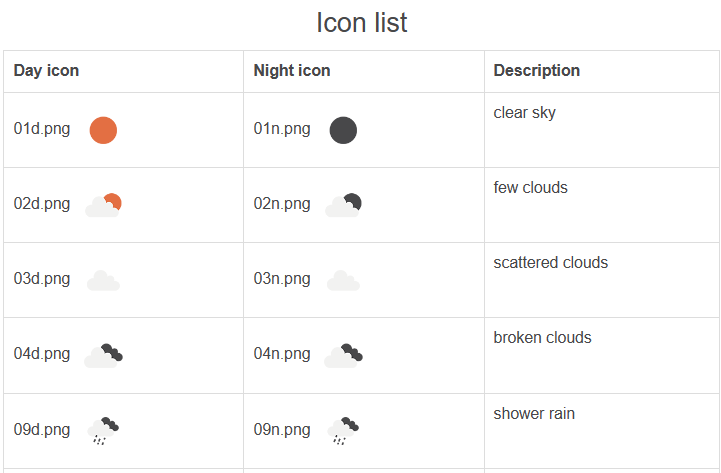 Icon list
Day icon Night icon Description
01d.png 01n.png clear sky
02d.png 02n.png few clouds
03d.png 03n.png scattered clouds
04d.png 04n.png broken clouds
09d.png 09n.png shower rain